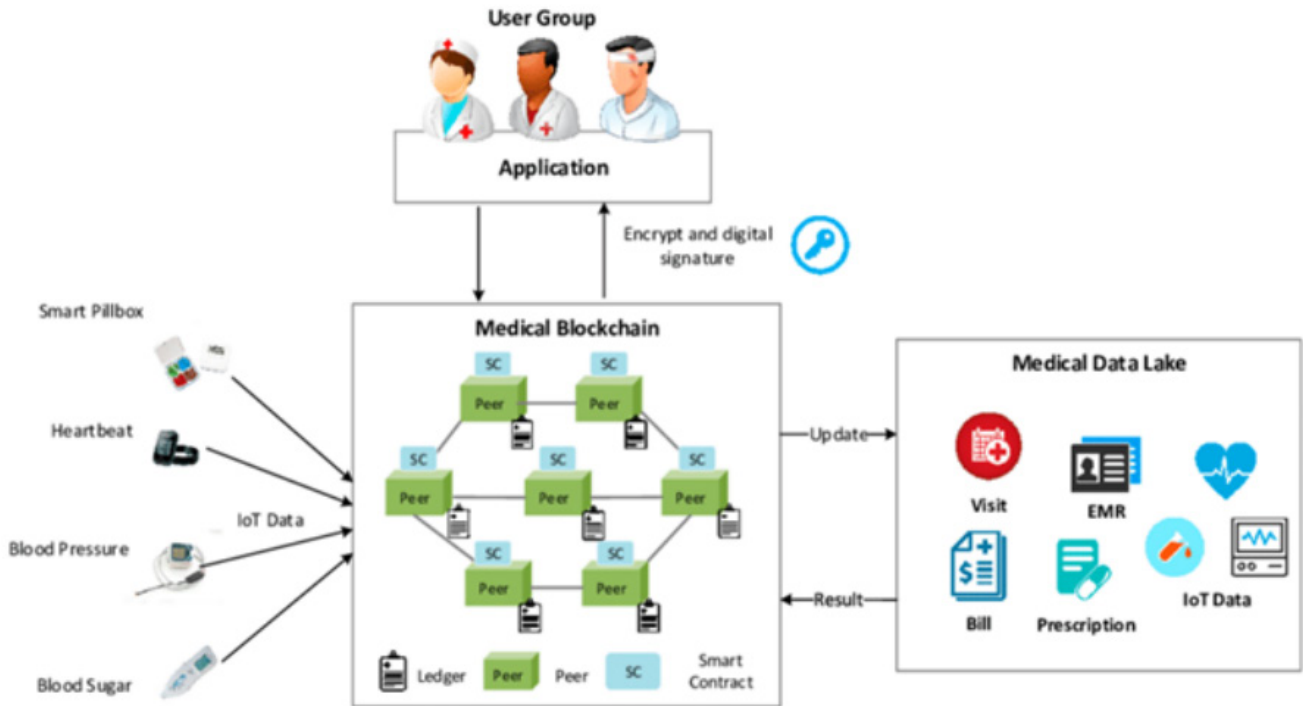 User Group
Application
Encrypt and digital
signature
Smart Pillbox
Heartbeat
IoT Data
Blood Pressure
Blood Sugar
Medical Blockchain
SC
SC
Peer
Peer
SC
SC
SC
Peer
Peer
Peer
SC
SC
Peer
Peer
Ledger
Peer
Peer
SC
Smart
Contract
Update
Result
Medical Data Lake
Visit
EMR
Bill
Prescription
IoT Data